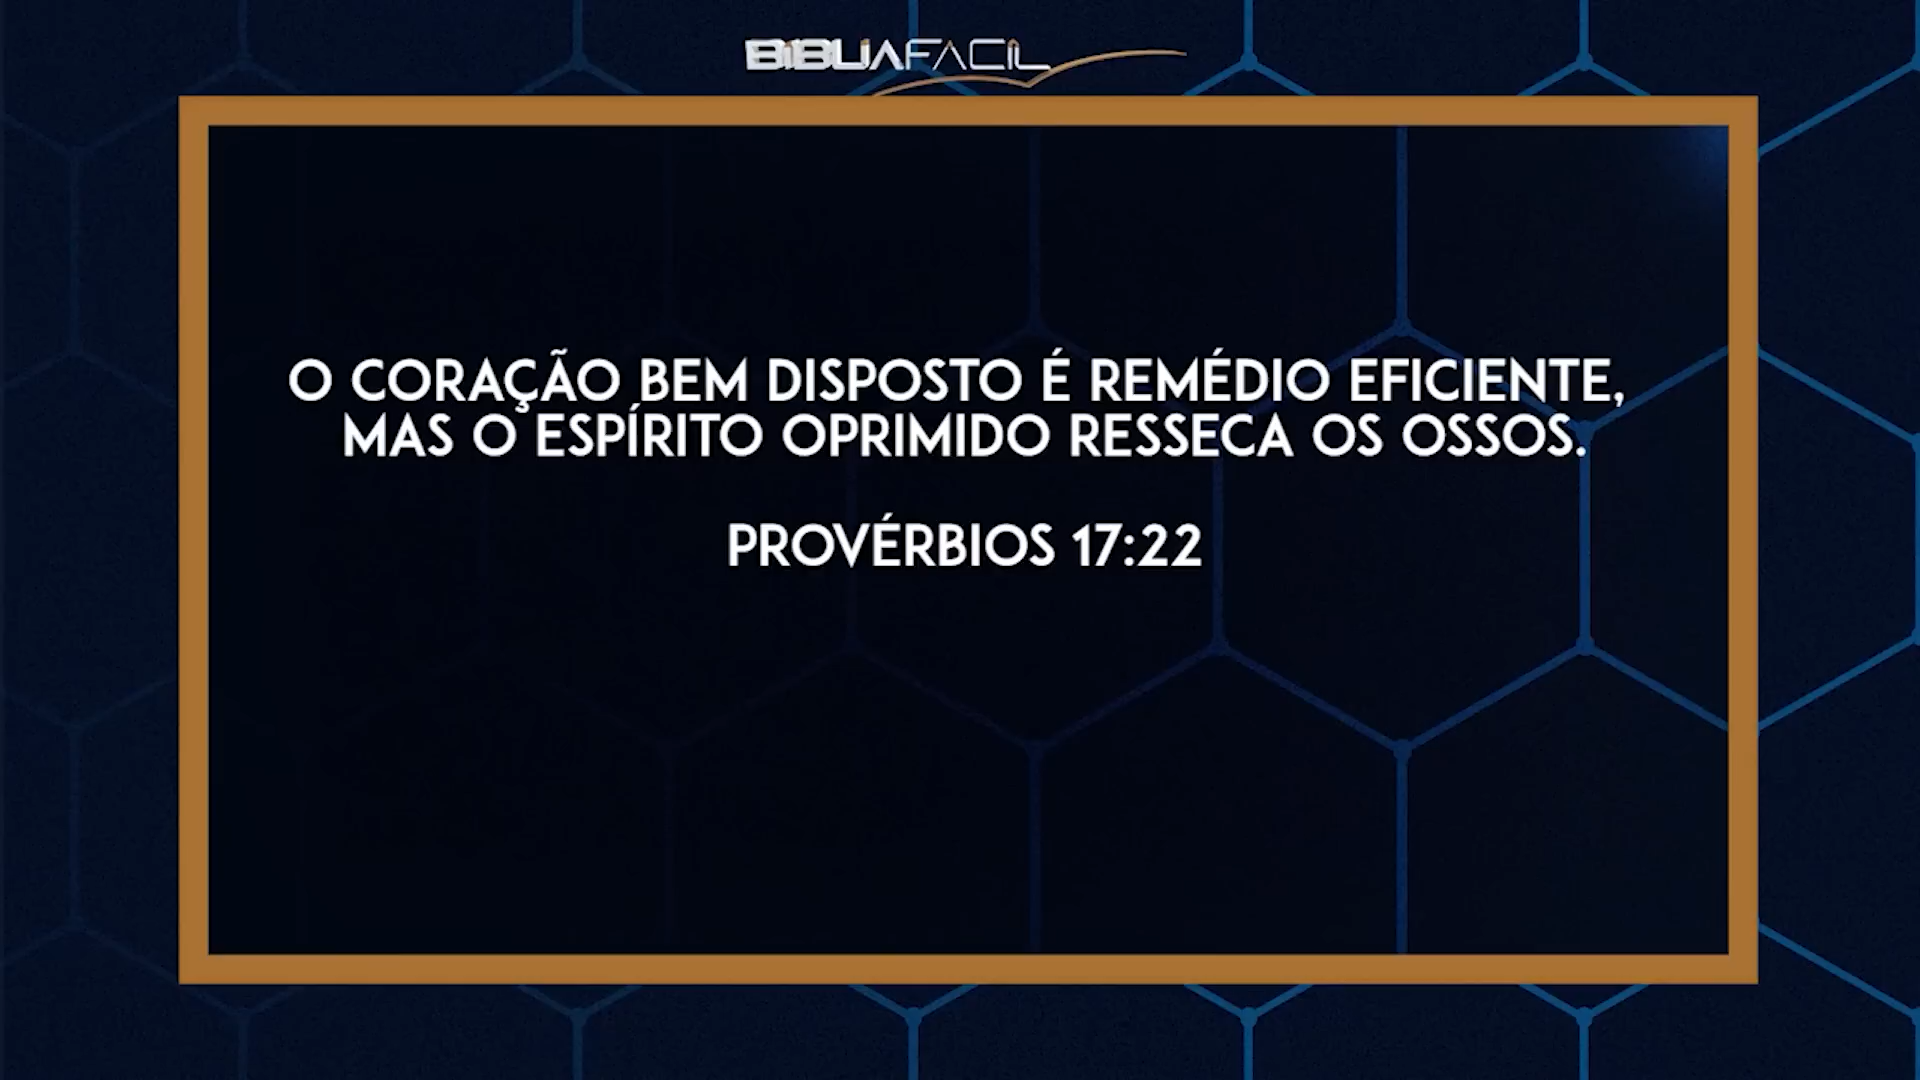 BIBLIAFACIL
O CORAÇÃO BEM DISPOSTO É REMÉDIO EFICIENTE,
MAS O ESPÍRITO OPRIMIDO RESSECA OS OSSOS.
PROVÉRBIOS 17:22